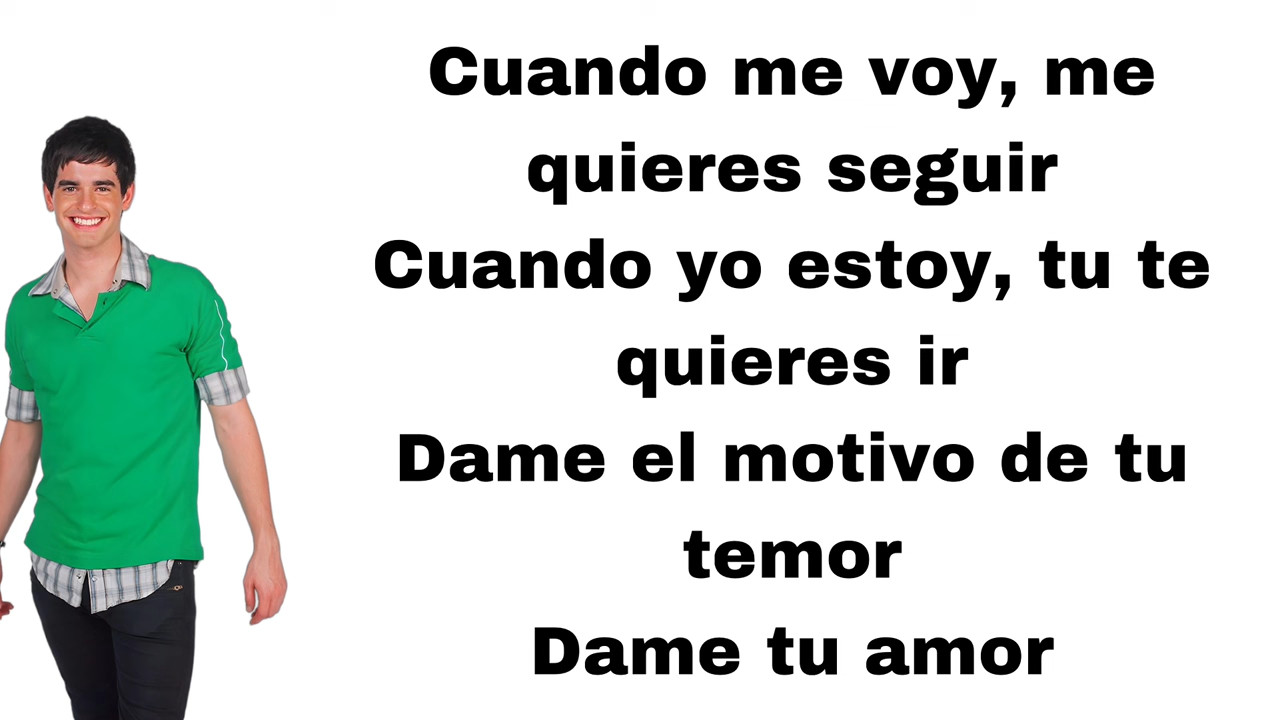 Cuando me voy, me
quieres seguir
Cuando yo estoy, tu te
quieres ir
Dame el motivo de tu
temor
Dame tu amor